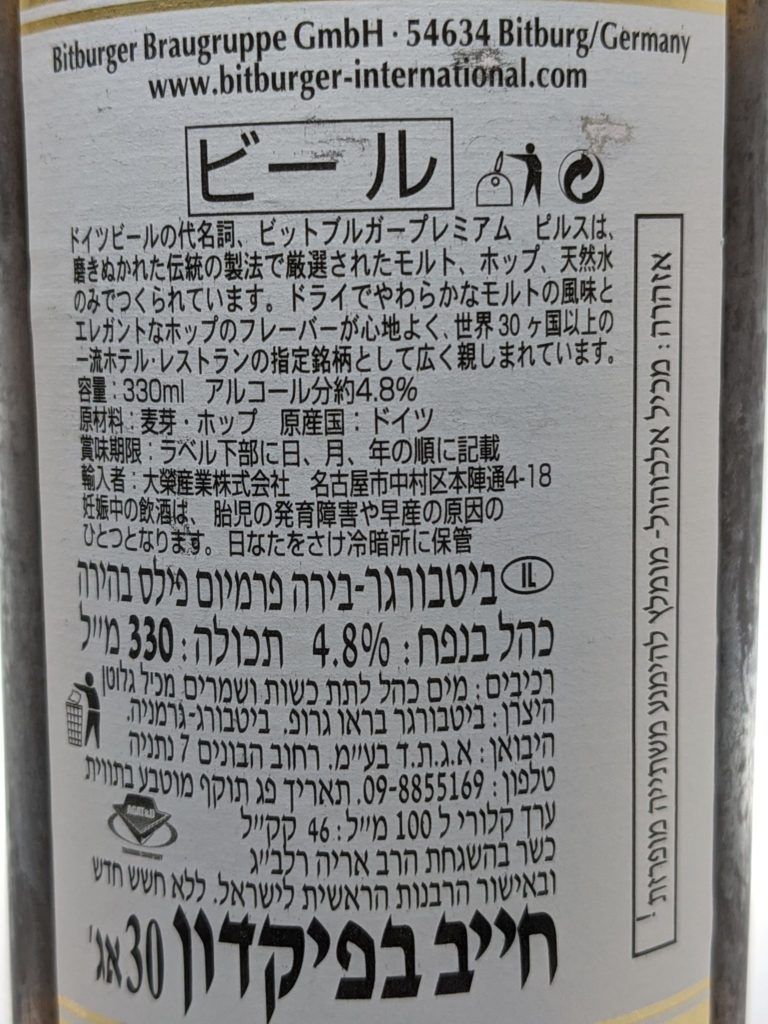 Bitburger Braugruppe GmbH · 54634 Bitburg/Germany
www.bitburger-international.com
ビール
ドイツビールの代名詞、ビットブルガープレミアム ピルスは、
磨きぬかれた伝統の製法で厳選されたモルト、ホップ、天然水
のみでつくられています。ドライでやわらかなモルトの風味と
エレガントなホップのフレーバーが心地よく、世界30ヶ国以上の
一流ホテル・レストランの指定銘柄として広く親しまれています。
容量：330ml アルコール分約4.8%
原材料：麦芽・ホップ 原産国：ドイツ
賞味期限：ラベル下部に日、月、年の順に記載
輸入者：大榮産業株式会社 名古屋市中村区本陣通4-18
妊娠中の飲酒は、胎児の発育障害や早産の原因の
ひとつとなります。日なたをさけ冷暗所に保管
IL ביטבורגר-בירה פרמיום פילס בהירה
כהל בנפח: 4.8% תכולה: 330 מ״ל
רכיבים: מים כהל לתת כשות ושמרים. מכיל גלוטן
היצרן: ביטבורגר בראו גרופ. ביטבורג-גרמניה.
היבואן: א.ג.ת.ד בע״מ. רחוב הבונים 7 נתניה
טלפון: 09-8855169. תאריך פג תוקף מוטבע בתווית
ערך קלורי ל 100 מ״ל: 46 קק״ל
כשר בהשגחת הרב אריה רלב״ג
ובאישור הרבנות הראשית לישראל. ללא חשש חדש
חייב בפיקדון 30 אג'
AGAT&D
אזהרה: מכיל אלכוהול- מומלץ להימנע משתייה מופרזת!